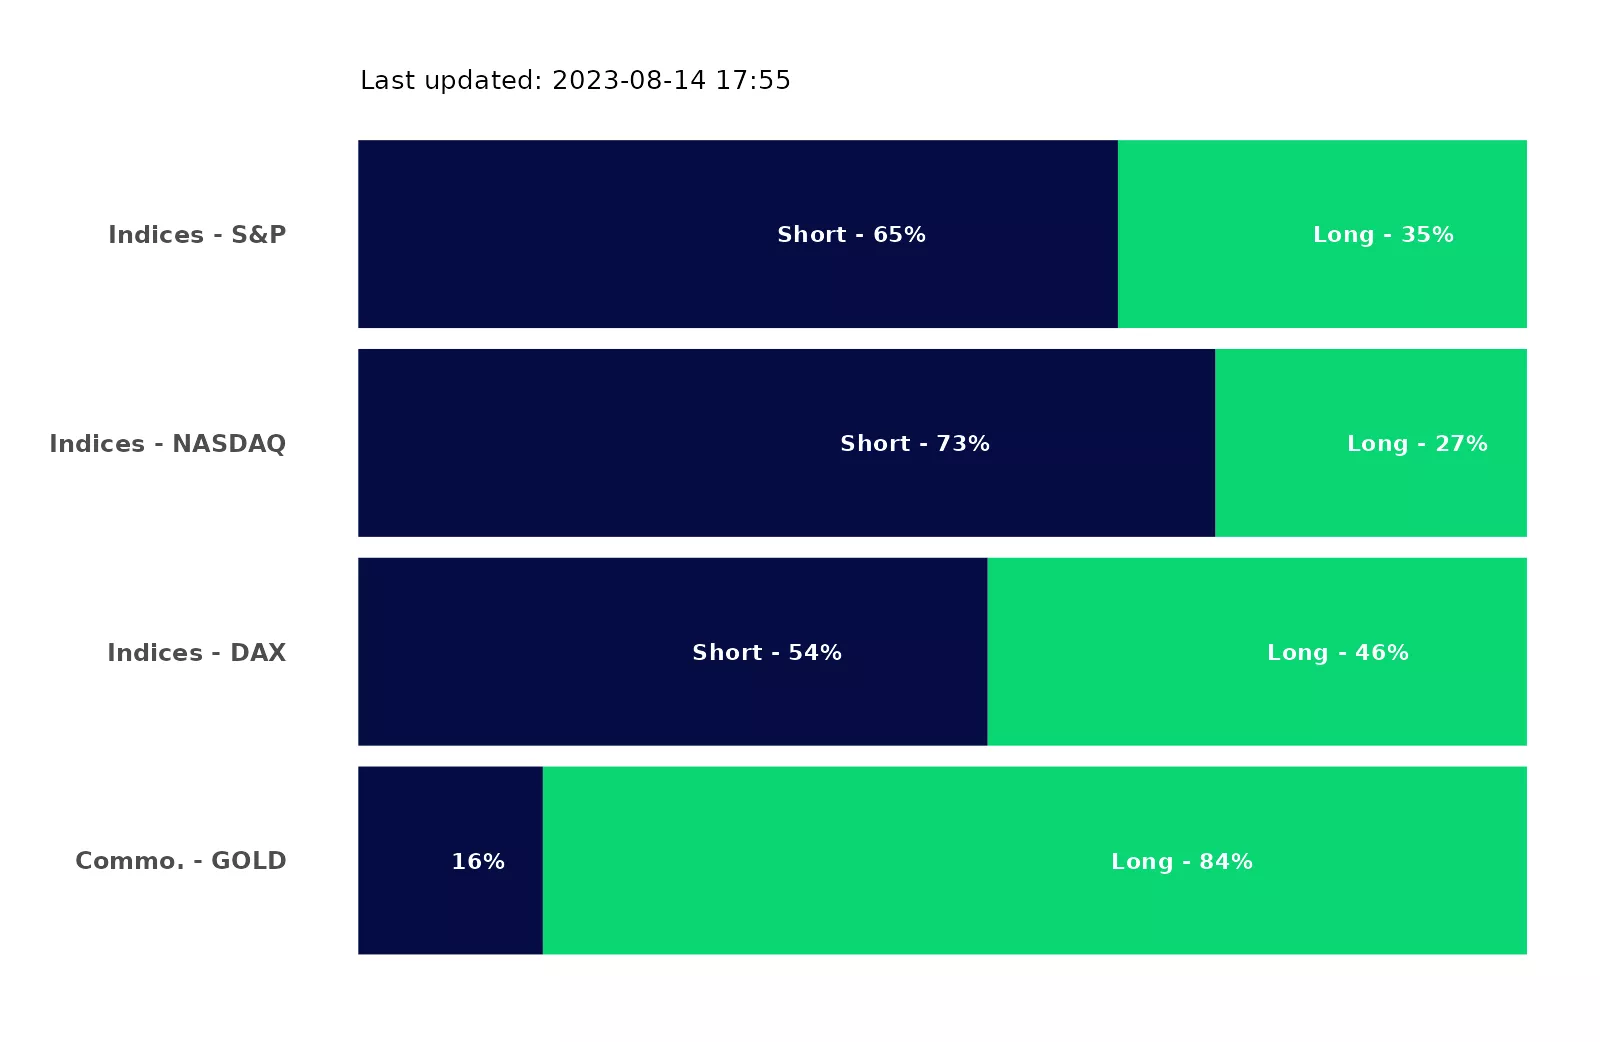 Last updated: 2023-08-14 17:55
Indices - S&P Short - 65% Long - 35%
Indices - NASDAQ Short - 73% Long - 27%
Indices - DAX Short - 54% Long - 46%
Commo. - GOLD 16% Long - 84%